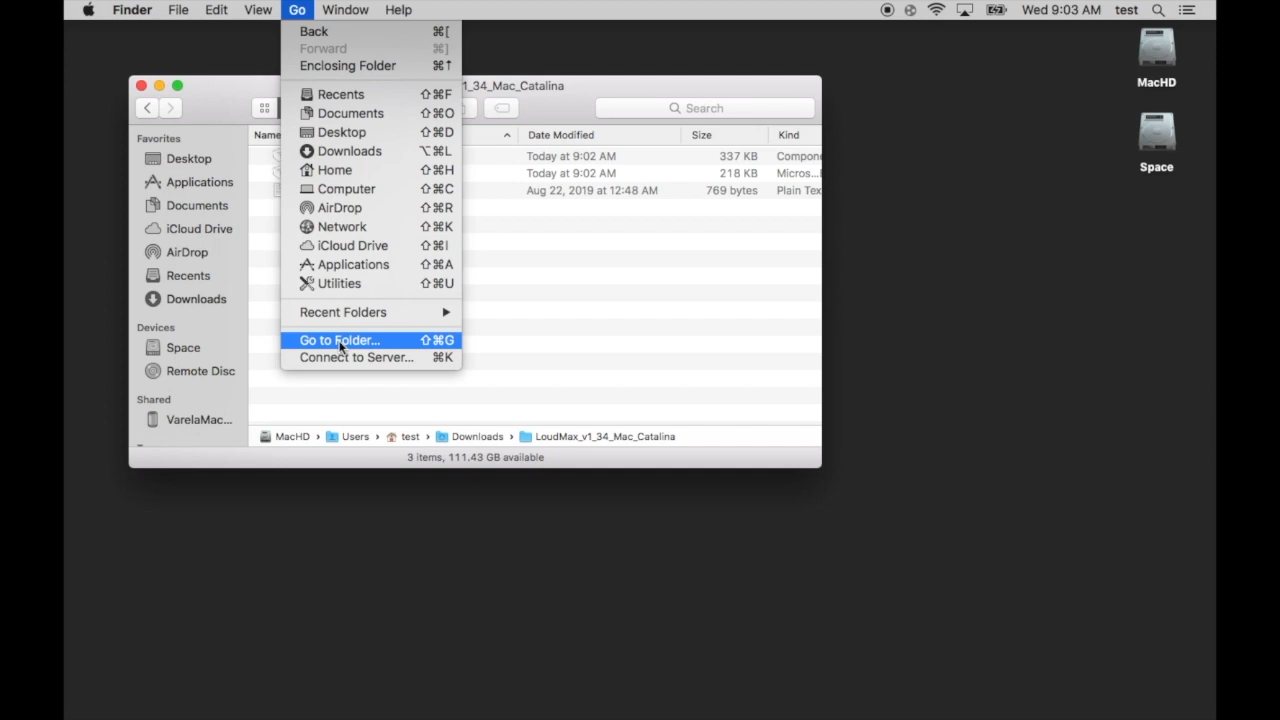 Finder File Edit View Go Window Help Wed 9:03 AM test
Back ⌘[
Forward ⌘]
Enclosing Folder ⌘↑
Recents ⇧⌘F
Documents ⇧⌘O
Desktop ⇧⌘D
Downloads ⌥⌘L
Home ⇧⌘H
Computer ⇧⌘C
AirDrop ⇧⌘R
Network ⇧⌘K
iCloud Drive ⇧⌘I
Applications ⇧⌘A
Utilities ⇧⌘U
Recent Folders
Go to Folder... ⇧⌘G
Connect to Server... ⌘K
1_34_Mac_Catalina
Search
Favorites
Desktop
Applications
Documents
iCloud Drive
AirDrop
Recents
Downloads
Devices
Space
Remote Disc
Shared
VarelaMac...
Name Date Modified Size Kind
Today at 9:02 AM 337 KB Compone
Today at 9:02 AM 218 KB Micros...
Aug 22, 2019 at 12:48 AM 769 bytes Plain Tex
MacHD › Users › test › Downloads › LoudMax_v1_34_Mac_Catalina
3 items, 111.43 GB available
MacHD
Space